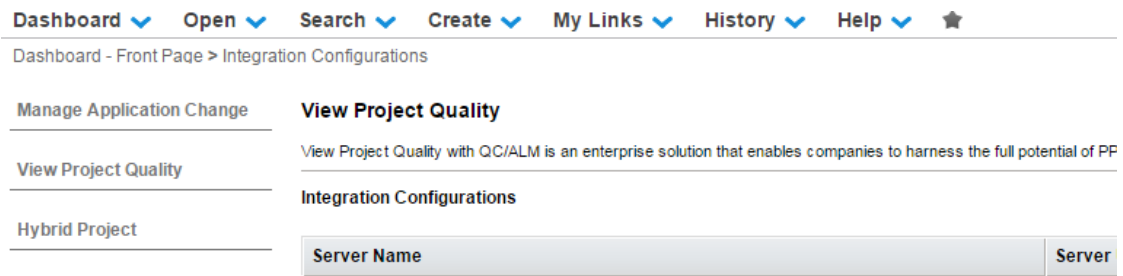 Dashboard Open Search Create My Links History Help
Dashboard - Front Page > Integration Configurations
Manage Application Change
View Project Quality
Hybrid Project
View Project Quality
View Project Quality with QC/ALM is an enterprise solution that enables companies to harness the full potential of PP
Integration Configurations
Server Name Server